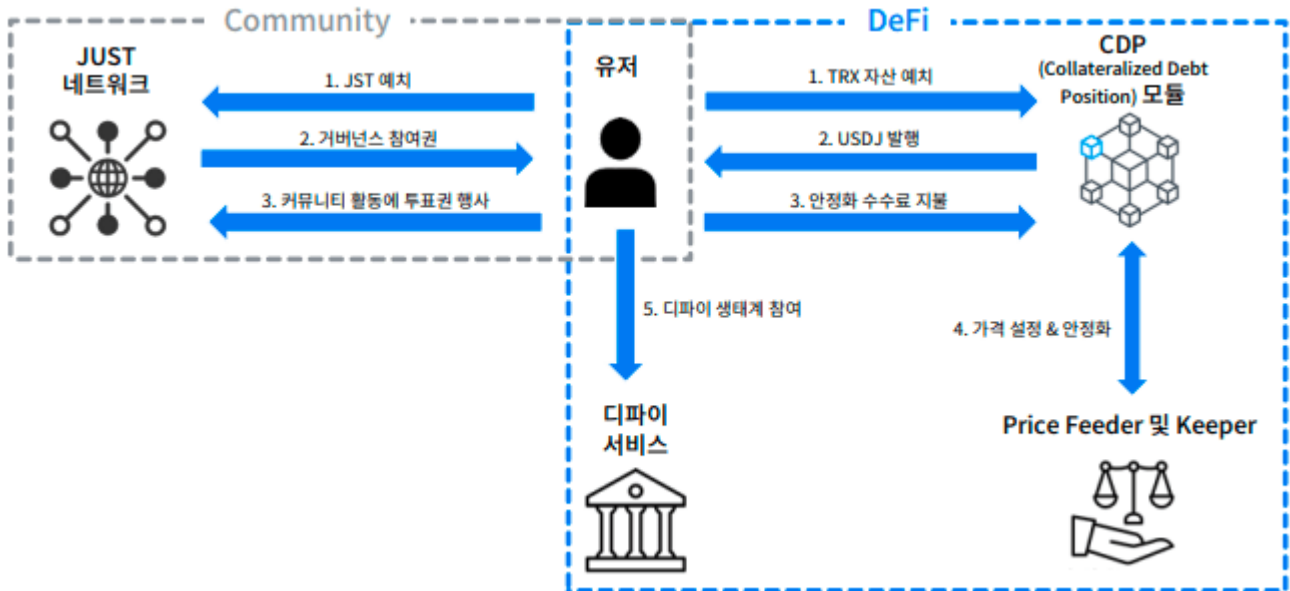 Community
DeFi
JUST
네트워크
1. JST 예치
2. 거버넌스 참여권
3. 커뮤니티 활동에 투표권 행사
유저
1. TRX 자산 예치
2. USDJ 발행
3. 안정화 수수료 지불
CDP
(Collateralized Debt
Position) 모듈
5. 디파이 생태계 참여
4. 가격 설정 & 안정화
디파이
서비스
Price Feeder 및 Keeper